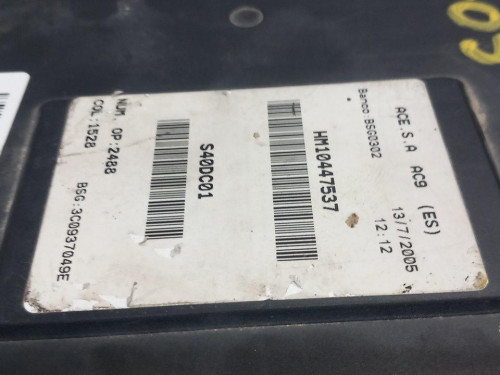 ACE.S.A AC9 (ES)
13/7/2005
Banco:BSG0302 12:12
HM10447537
S40DC01
NUM. OP:2488
COL:1528 BSG:3C0937049E